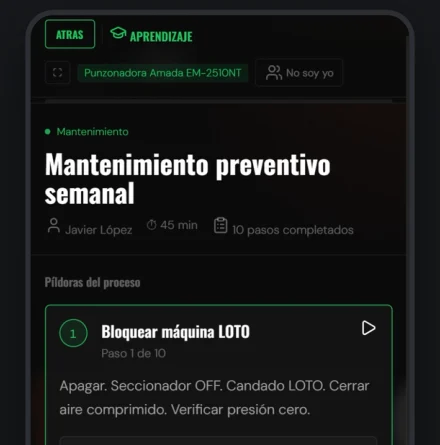 ATRAS
APRENDIZAJE
Punzonadora Amada EM-2510NT
No soy yo
Mantenimiento
Mantenimiento preventivo
semanal
Javier López
45 min
10 pasos completados
Píldoras del proceso
1
Bloquear máquina LOTO
Paso 1 de 10
Apagar. Seccionador OFF. Candado LOTO. Cerrar
aire comprimido. Verificar presión cero.